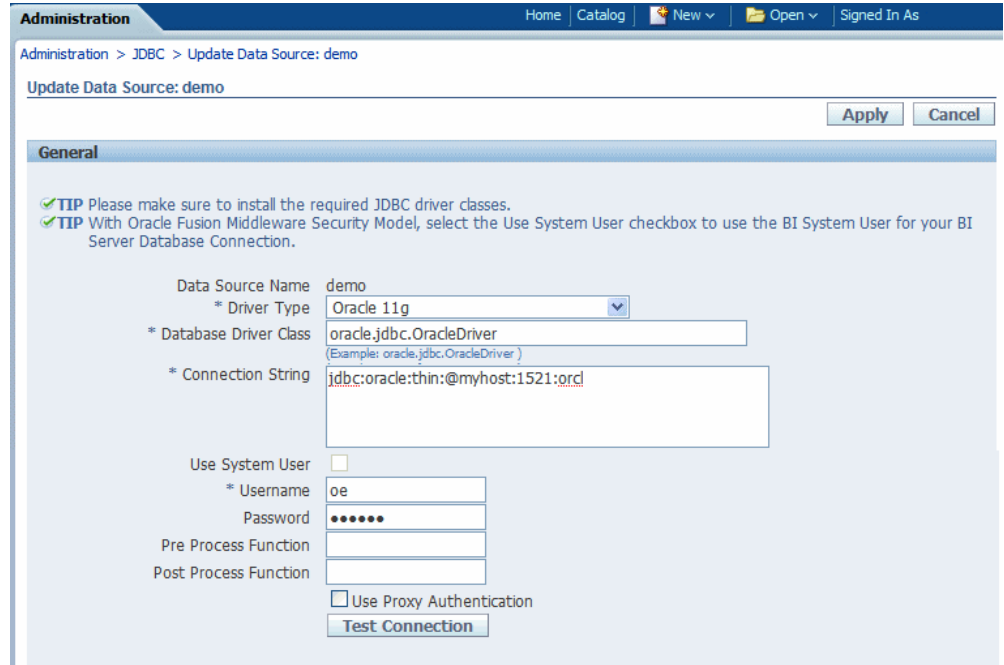 Administration
Home Catalog New Open Signed In As
Administration > JDBC > Update Data Source: demo
Update Data Source: demo
Apply Cancel
General
TIP Please make sure to install the required JDBC driver classes.
TIP With Oracle Fusion Middleware Security Model, select the Use System User checkbox to use the BI System User for your BI
Server Database Connection.
Data Source Name demo
* Driver Type Oracle 11g
* Database Driver Class oracle.jdbc.OracleDriver
(Example: oracle.jdbc.OracleDriver )
* Connection String jdbc:oracle:thin:@myhost:1521:orcl
Use System User
* Username oe
Password ••••••
Pre Process Function
Post Process Function
Use Proxy Authentication
Test Connection